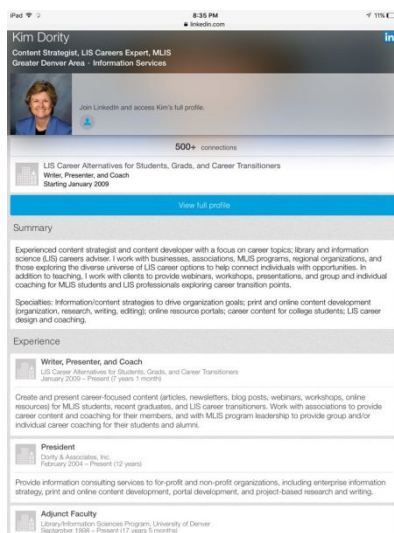 iPad
8:35 PM
11%
linkedin.com
Kim Dority
in
Content Strategist, LIS Careers Expert, MLIS
Greater Denver Area · Information Services
Join LinkedIn and access Kim's full profile.
500+ connections
LIS Career Alternatives for Students, Grads, and Career Transitioners
Writer, Presenter, and Coach
Starting January 2009
View full profile
Summary
Experienced content strategist and content developer with a focus on career topics; library and information
science (LIS) careers adviser. I work with businesses, associations, MLIS programs, regional organizations, and
those exploring the diverse universe of LIS career options to help connect individuals with opportunities. In
addition to teaching, I work with clients to provide webinars, workshops, presentations, and group and individual
coaching for MLIS students and LIS professionals exploring career transition points.
Specialties: Information/content strategies to drive organization goals; print and online content development
(organization, research, writing, editing); online resource portals; career content for college students; LIS career
design and coaching.
Experience
Writer, Presenter, and Coach
LIS Career Alternatives for Students, Grads, and Career Transitioners
January 2009 – Present (7 years 1 month)
Create and present career-focused content (articles, newsletters, blog posts, webinars, workshops, online
resources) for MLIS students, recent graduates, and LIS career transitioners. Work with associations to provide
career content and coaching for their members, and with MLIS program leadership to provide group and/or
individual career coaching for their students and alumni.
President
Dority & Associates, Inc.
February 2004 – Present (12 years)
Provide information consulting services to for-profit and non-profit organizations, including enterprise information
strategy, print and online content development, portal development, and project-based research and writing.
Adjunct Faculty
Library/Information Sciences Program, University of Denver
September 1998 – Present (17 years 5 months)